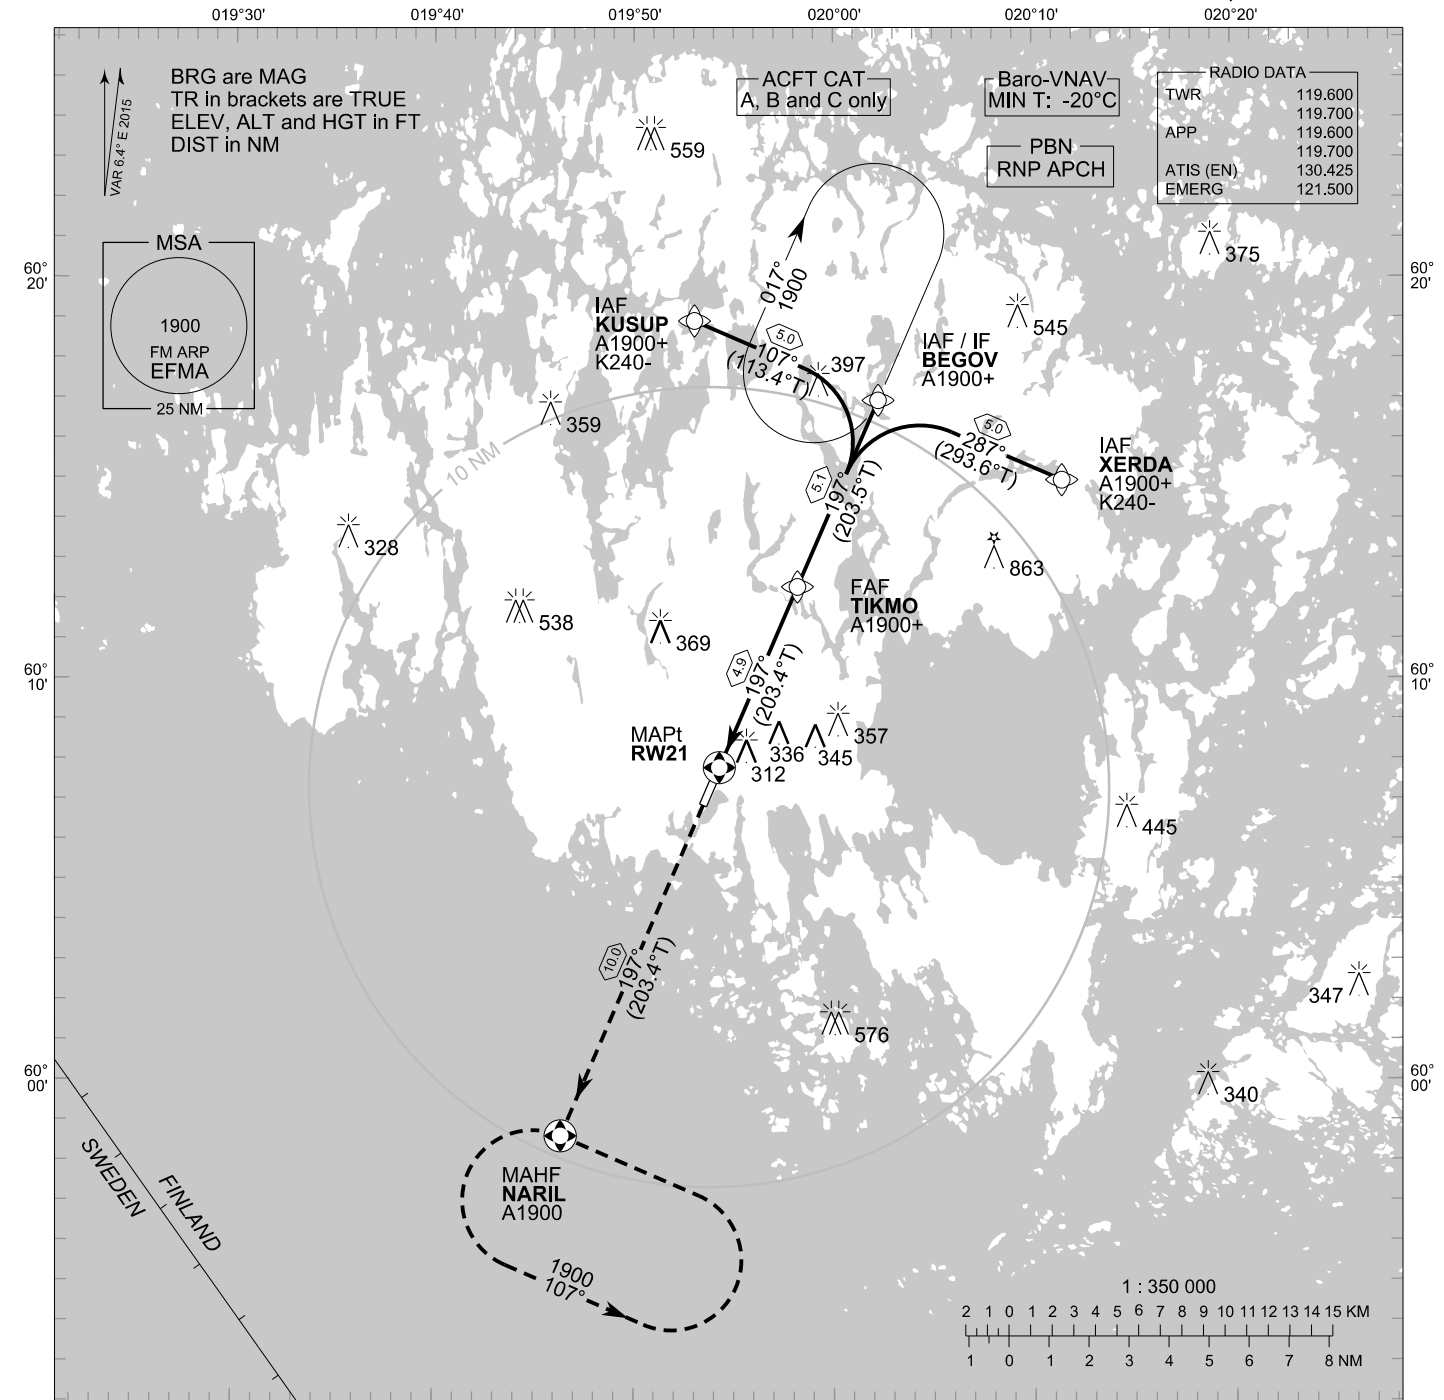 019°30'
019°40'
019°50'
020°00'
020°10'
020°20'
BRG are MAG
TR in brackets are TRUE
ELEV, ALT and HGT in FT
DIST in NM
VAR 6.4° E 2015
ACFT CAT
A, B and C only
Baro-VNAV
MIN T: -20°C
PBN
RNP APCH
RADIO DATA
TWR 119.600
119.700
APP 119.600
119.700
ATIS (EN) 130.425
EMERG 121.500
559
375
MSA
1900
FM ARP
EFMA
25 NM
60°
20'
60°
20'
017°
1900
IAF
KUSUP
A1900+
K240-
5.0
107°
(113.4°T)
397
IAF / IF
BEGOV
A1900+
545
359
10 NM
5.0
287°
(293.6°T)
IAF
XERDA
A1900+
K240-
5.1
197°
(203.5°T)
328
863
538
369
FAF
TIKMO
A1900+
60°
10'
60°
10'
4.9
197°
(203.4°T)
MAPt
RW21
312
336
345
357
445
10.0
197°
(203.4°T)
347
576
60°
00'
60°
00'
340
SWEDEN
FINLAND
MAHF
NARIL
A1900
1900
107°
1 : 350 000
2 1 0 1 2 3 4 5 6 7 8 9 10 11 12 13 14 15 KM
1 0 1 2 3 4 5 6 7 8 NM